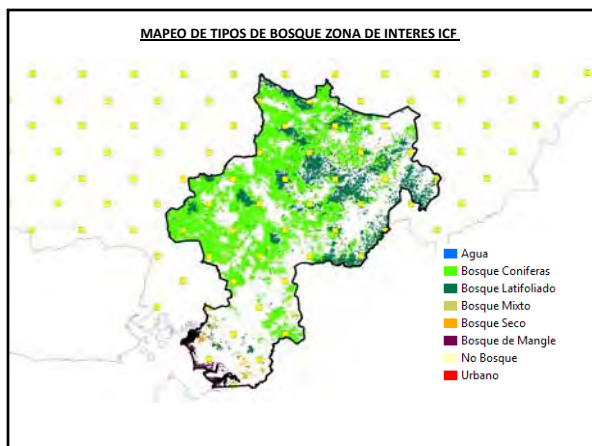 MAPEO DE TIPOS DE BOSQUE ZONA DE INTERES ICF
Agua
Bosque Coniferas
Bosque Latifoliado
Bosque Mixto
Bosque Seco
Bosque de Mangle
No Bosque
Urbano